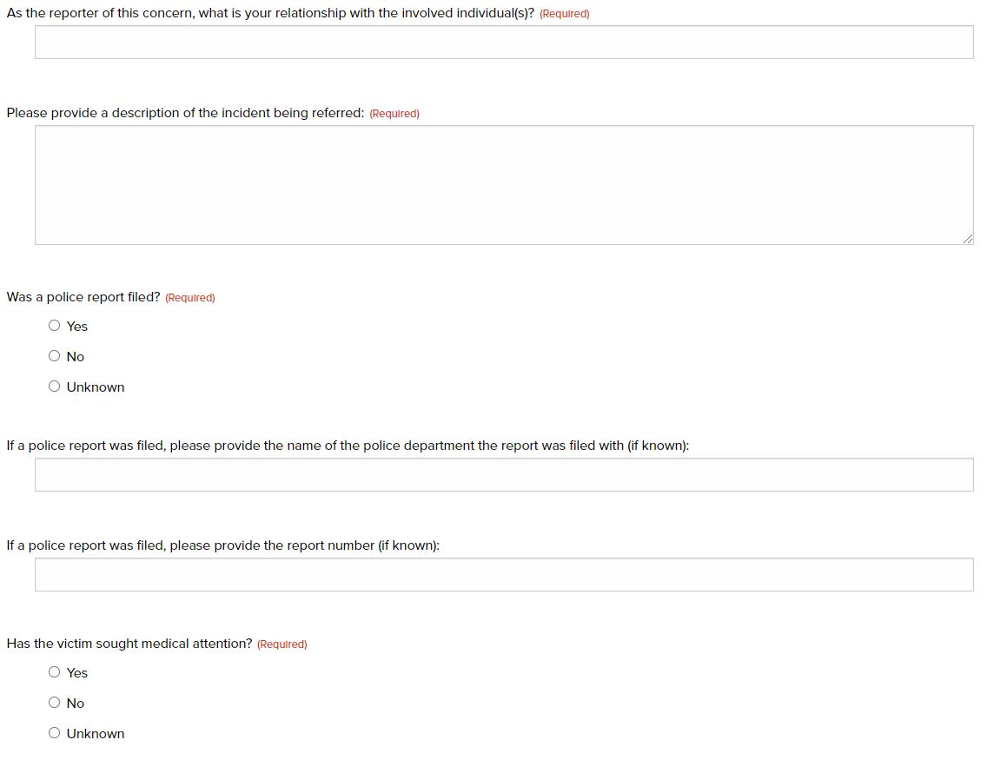 As the reporter of this concern, what is your relationship with the involved individual(s)? (Required)
Please provide a description of the incident being referred: (Required)
Was a police report filed? (Required)
Yes
No
Unknown
If a police report was filed, please provide the name of the police department the report was filed with (if known):
If a police report was filed, please provide the report number (if known):
Has the victim sought medical attention? (Required)
Yes
No
Unknown